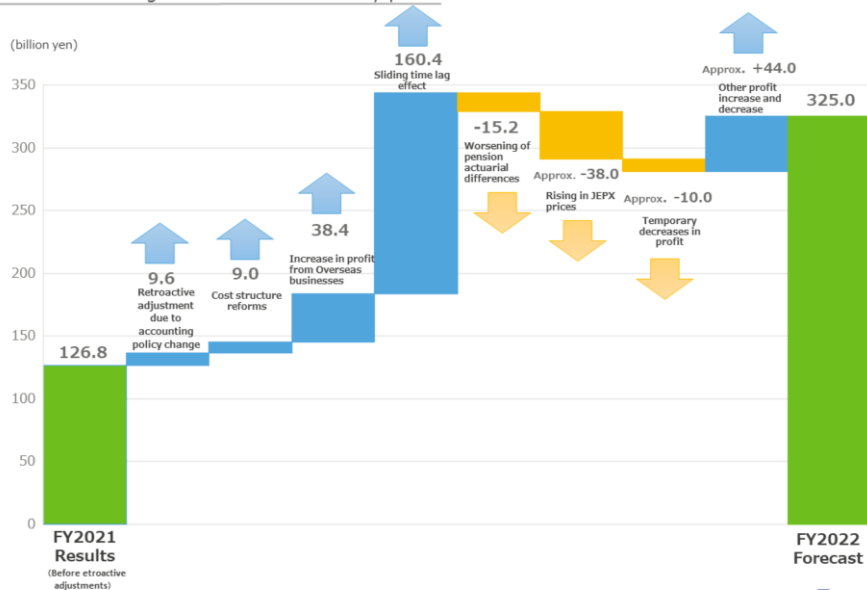 (billion yen)
350
300
250
200
150
100
50
0
126.8
FY2021
Results
(Before etroactive
adjustments)
9.6
Retroactive
adjustment
due to
accounting
policy change
9.0
Cost structure
reforms
38.4
Increase in profit
from Overseas
businesses
160.4
Sliding time lag
effect
-15.2
Worsening of
pension
actuarial
differences
Approx. -38.0
Rising in JEPX
prices
Approx. -10.0
Temporary
decreases in
profit
Approx. +44.0
Other profit
increase and
decrease
325.0
FY2022
Forecast